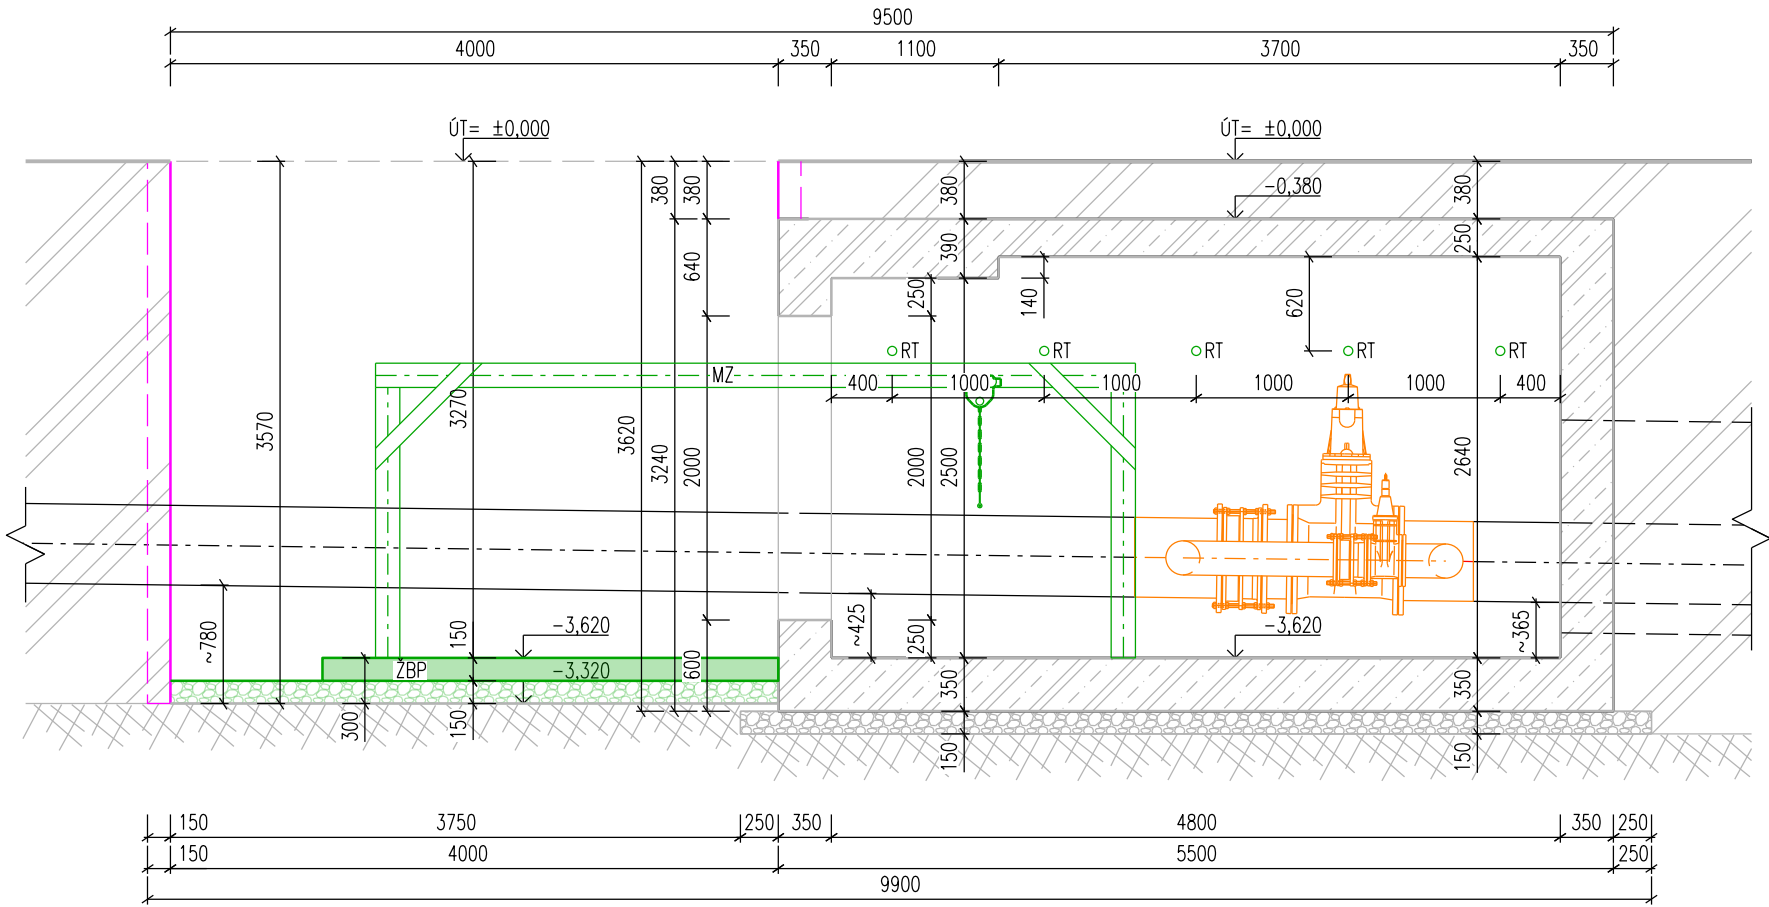 9500
4000 350 1100 3700 350
ÚT= ±0,000 ÚT= ±0,000
380 380 380 -0,380 380
390 250
640
250 140 620
RT RT RT RT RT
MZ
400 1000 1000 1000 1000 400
3570 3270 3620 3240 2000 2000 2500 2640
~780 150 -3,620 ~425 250 -3,620 ~365
ŽBP -3,320 600 350 350
300 150 150 150
150 3750 250 350 4800 350 250
150 4000 5500 250
9900